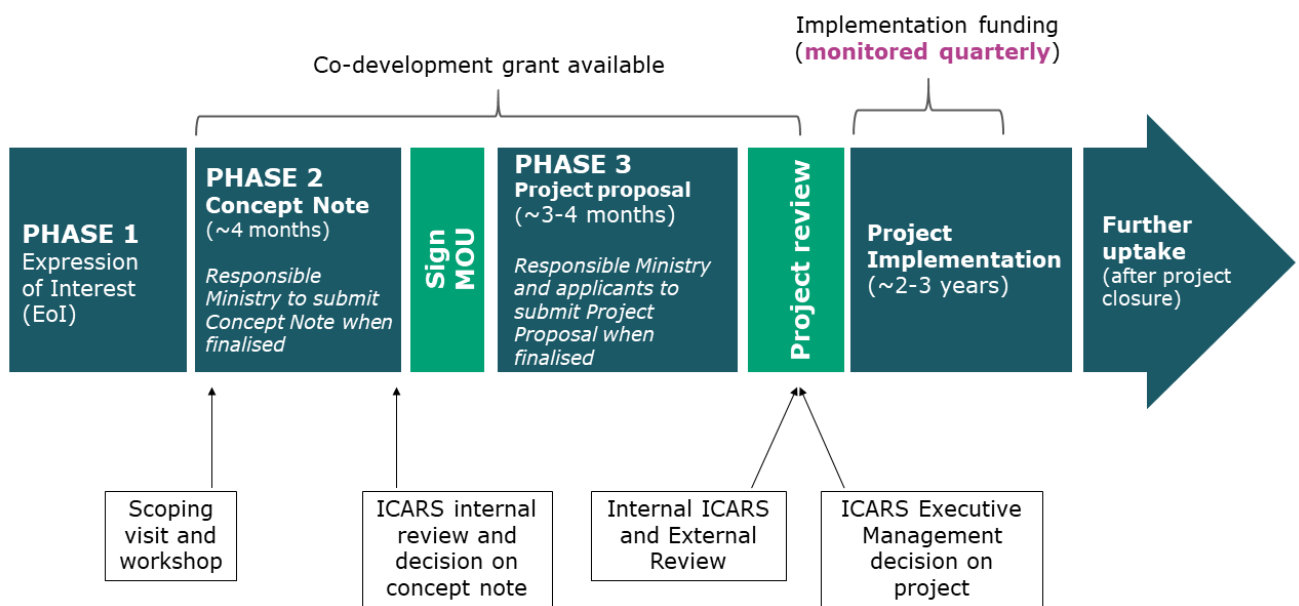 Co-development grant available
Implementation funding
(monitored quarterly)
PHASE 1
Expression
of Interest
(EoI)
PHASE 2
Concept Note
(~4 months)
Responsible
Ministry to submit
Concept Note when
finalised
Sign
MOU
PHASE 3
Project proposal
(~3-4 months)
Responsible Ministry
and applicants to
submit Project
Proposal when
finalised
Project review
Project
Implementation
(~2-3 years)
Further
uptake
(after project
closure)
Scoping
visit and
workshop
ICARS internal
review and
decision on
concept note
Internal ICARS
and External
Review
ICARS Executive
Management
decision on
project